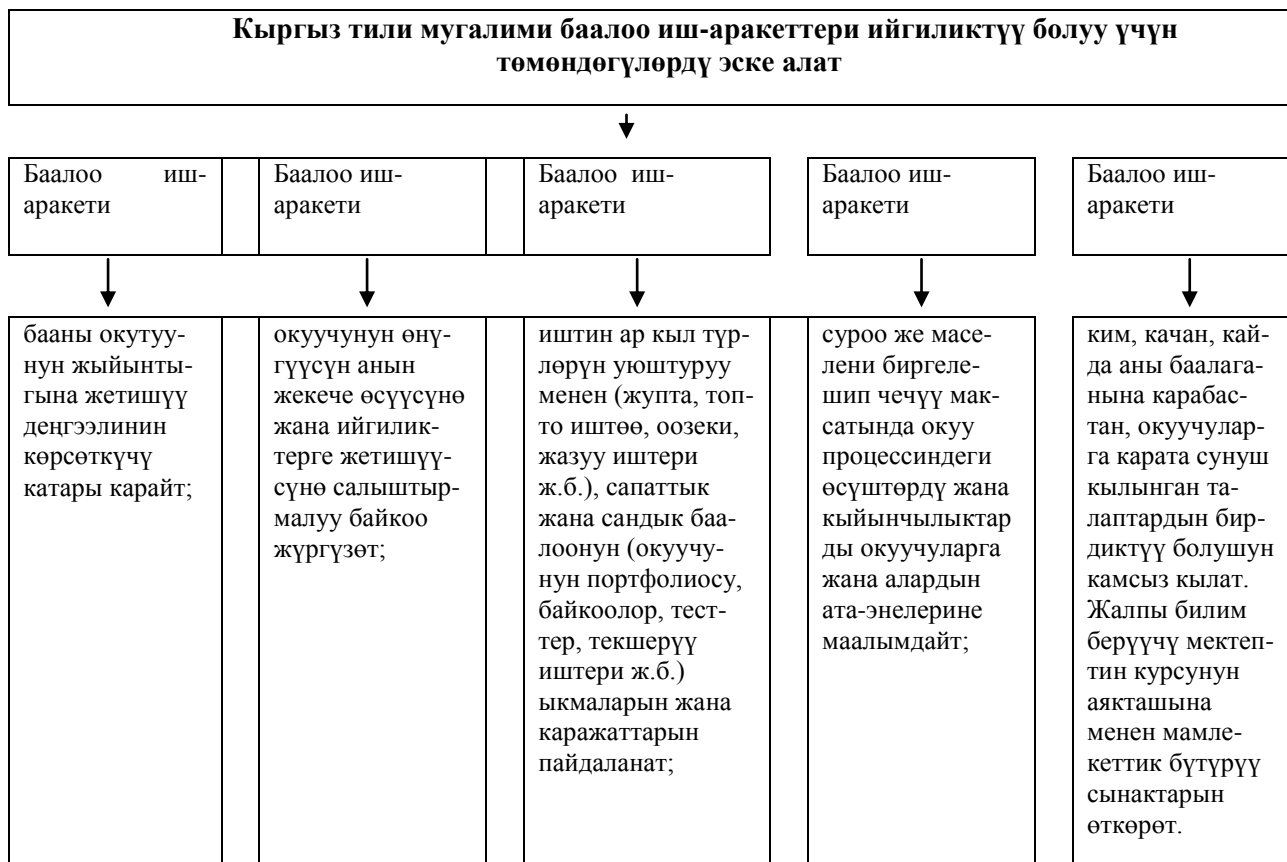 Кыргыз тили мугалими баалоо иш-аракеттери ийгиликтүү болуу үчүн
төмөндөгүлөрдү эске алат
Баалоо иш-
аракети
Баалоо иш-
аракети
Баалоо иш-
аракети
Баалоо иш-
аракети
Баалоо иш-
аракети
бааны окутуу-
нун жыйынты-
гына жетишүү
деңгээлинин
көрсөткүчү
катары карайт;
окуучунун өнү-
гүүсүн анын
жекече өсүүсүнө
жана ийгилик-
терге жетишүү-
сүнө салыштыр-
малуу байкоо
жүргүзөт;
иштин ар кыл түр-
лөрүн уюштуруу
менен (жупта, топ-
то иштөө, оозеки,
жазуу иштери
ж.б.), сапаттык
жана сандык баа-
лоонун (окуучу-
нун портфолиосу,
байкоолор, тест-
тер, текшерүү
иштери ж.б.)
ыкмаларын жана
каражаттарын
пайдаланат;
суроо же масе-
лени биргеле-
шип чечүү мак-
сатында окуу
процессиндеги
өсүштөрдү жана
кыйынчылыктар
ды окуучуларга
жана алардын
ата-энелерине
маалымдайт;
ким, качан, кай-
да аны баалага-
нына карабас-
тан, окуучулар-
га карата сунуш
кылынган та-
лаптардын бир-
диктүү болушун
камсыз кылат.
Жалпы билим
берүүчү мектеп-
тин курсунун
аякташына
менен мамле-
кеттик бүтүрүү
сынактарын
өткөрөт.